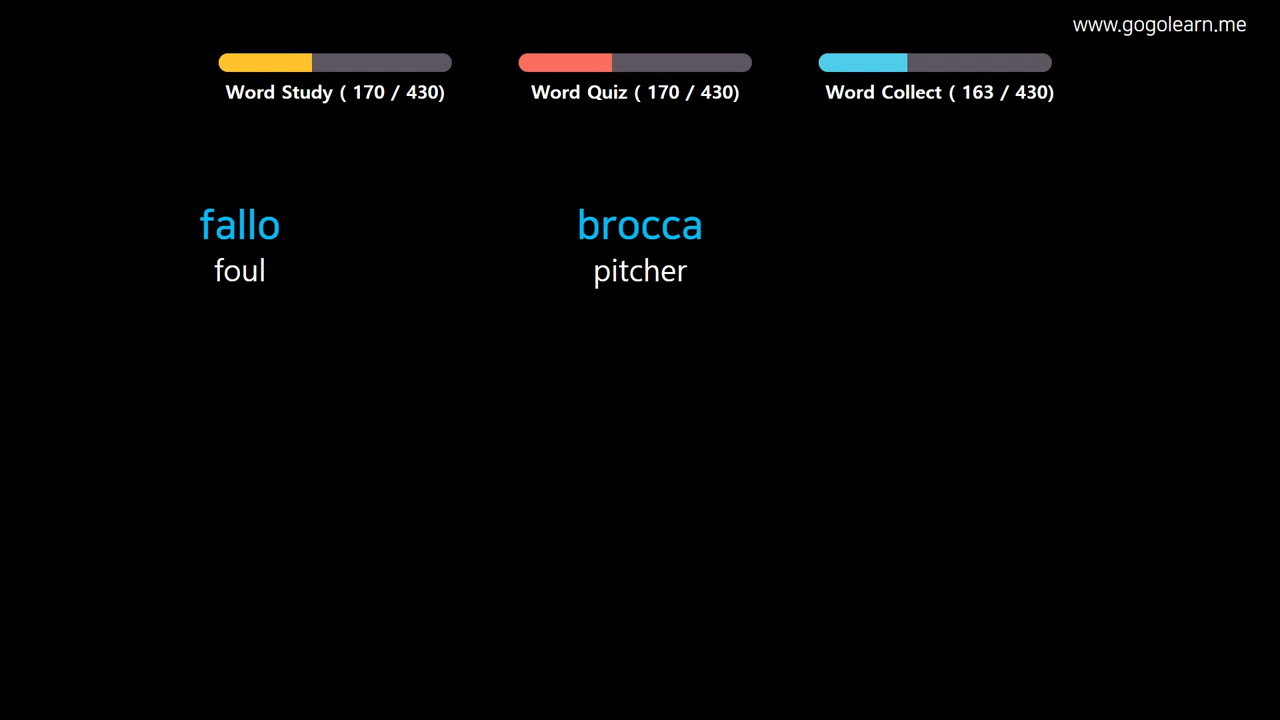 www.gogolearn.me
Word Study ( 170 / 430)
Word Quiz ( 170 / 430)
Word Collect ( 163 / 430)
fallo
foul
brocca
pitcher